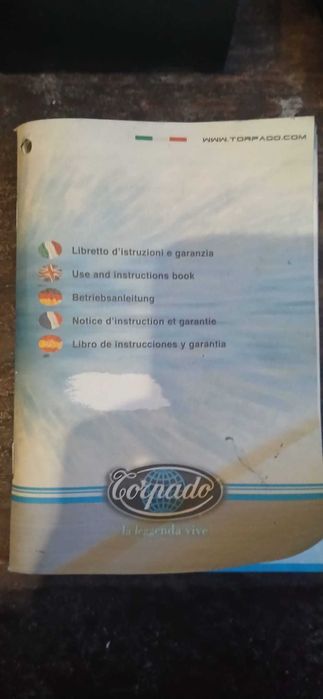 WWW.TORPADO.COM
Libretto d'istruzioni e garanzia
Use and instructions book
Betriebsanleitung
Notice d'instruction et garantie
Libro de instrucciones y garantia
Torpado
la leggenda vive